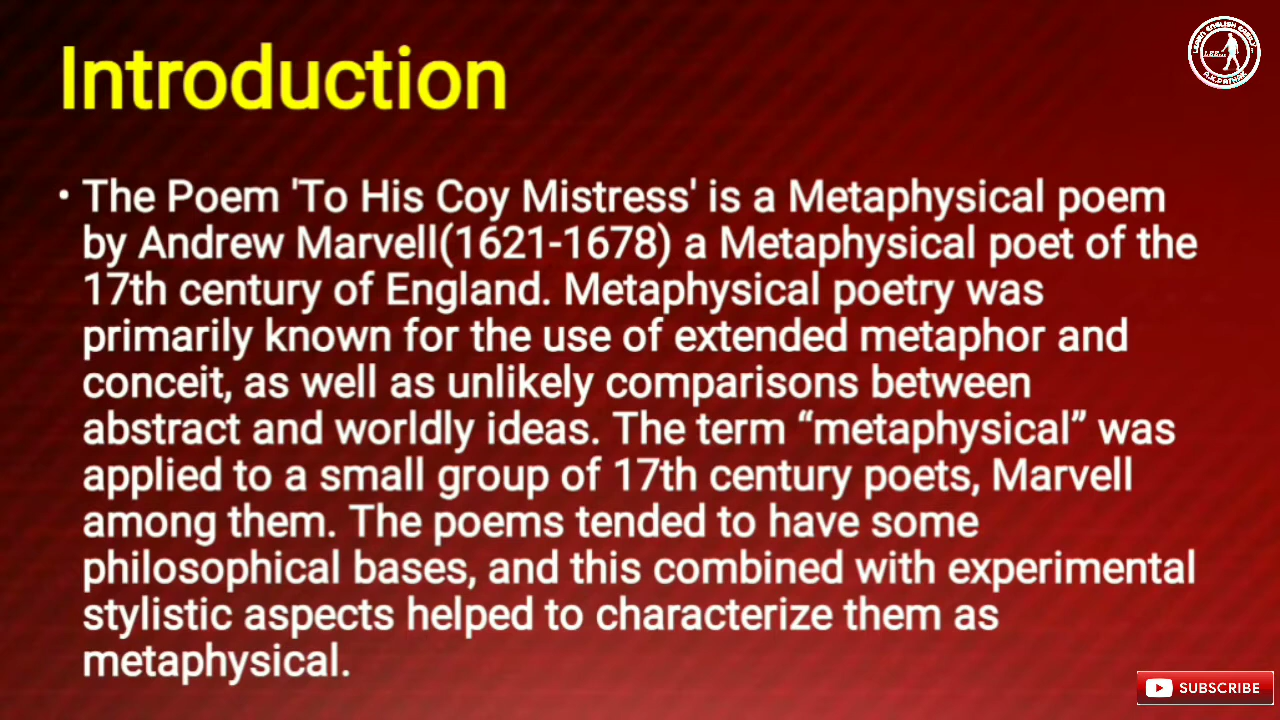 Introduction
• The Poem 'To His Coy Mistress' is a Metaphysical poem
by Andrew Marvell(1621-1678) a Metaphysical poet of the
17th century of England. Metaphysical poetry was
primarily known for the use of extended metaphor and
conceit, as well as unlikely comparisons between
abstract and worldly ideas. The term “metaphysical” was
applied to a small group of 17th century poets, Marvell
among them. The poems tended to have some
philosophical bases, and this combined with experimental
stylistic aspects helped to characterize them as
metaphysical.
LEARN ENGLISH EASILY
A.K.PATHAK
SUBSCRIBE